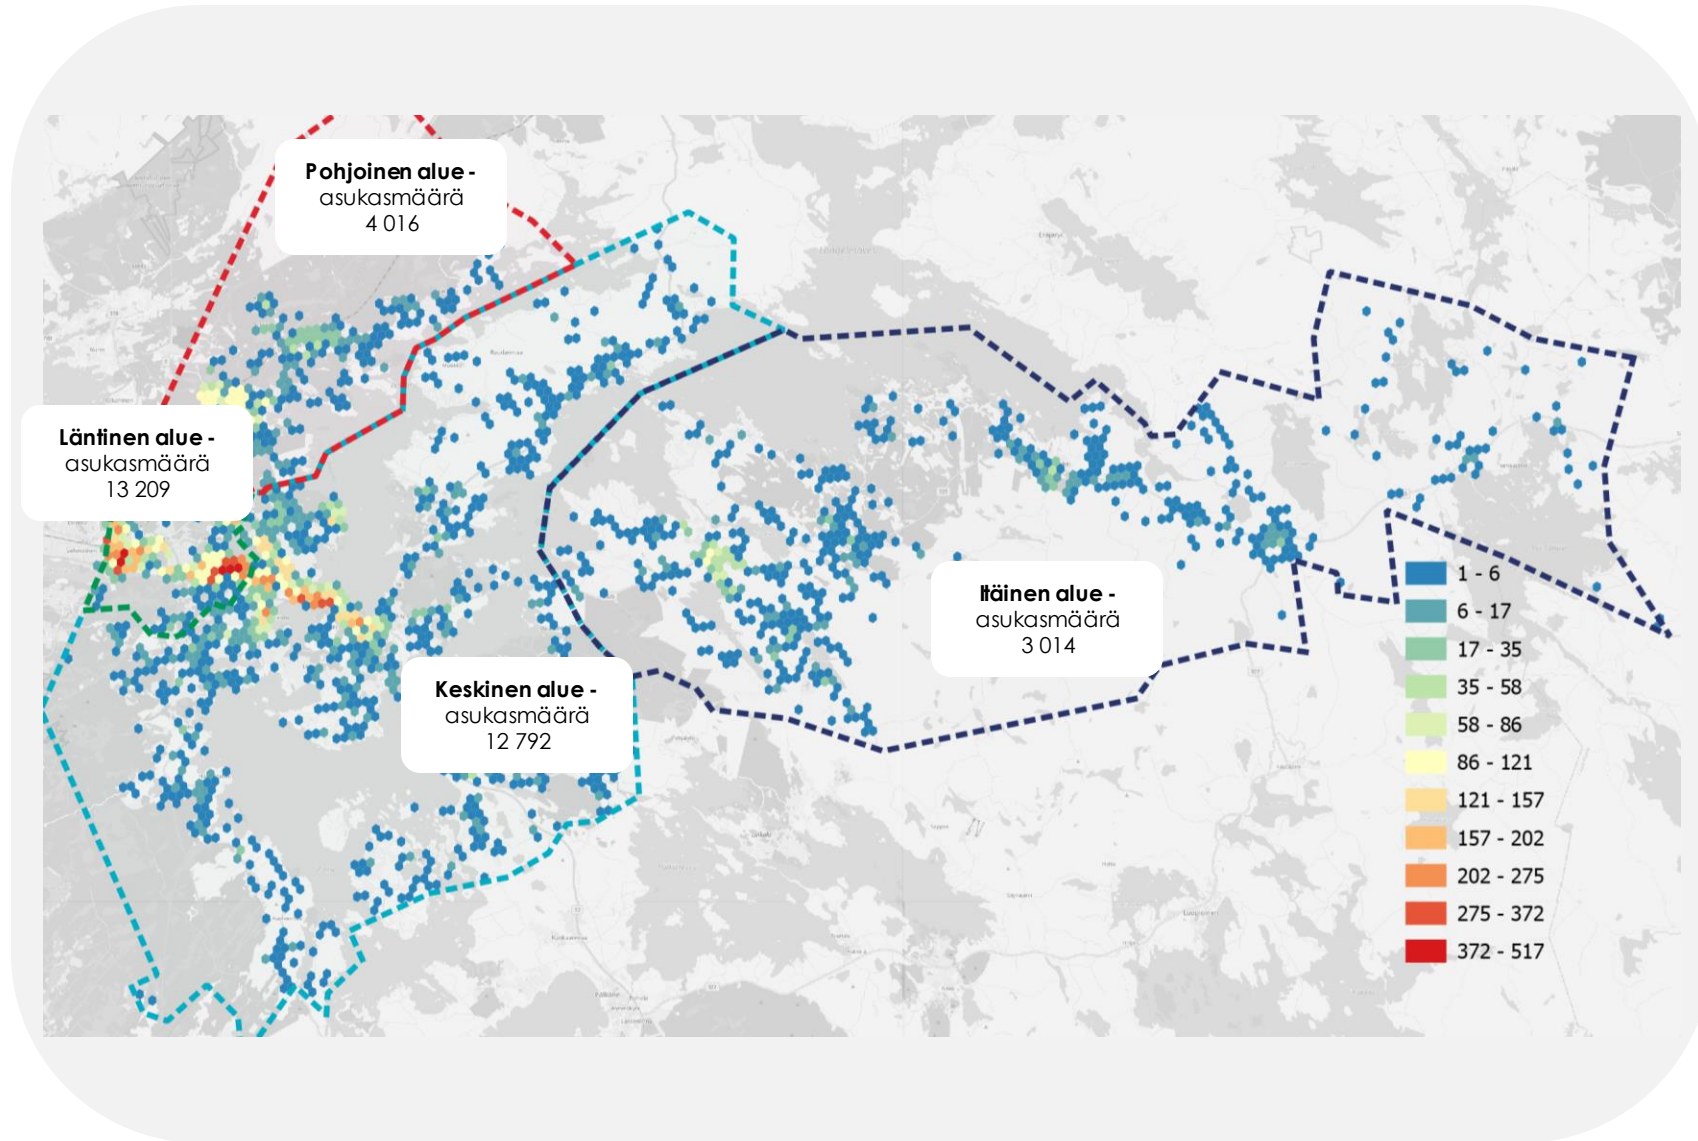 Pohjoinen alue -
asukasmäärä
4 016
Läntinen alue -
asukasmäärä
13 209
Itäinen alue -
asukasmäärä
3 014
Keskinen alue -
asukasmäärä
12 792
1 - 6
6 - 17
17 - 35
35 - 58
58 - 86
86 - 121
121 - 157
157 - 202
202 - 275
275 - 372
372 - 517